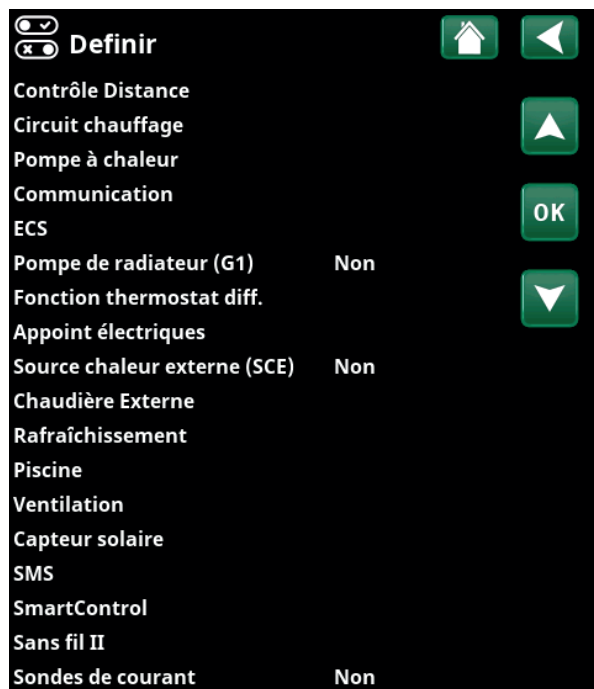 Definir
Contrôle Distance
Circuit chauffage
Pompe à chaleur
Communication
OK
ECS
Pompe de radiateur (G1) Non
Fonction thermostat diff.
Appoint électriques
Source chaleur externe (SCE) Non
Chaudière Externe
Rafraîchissement
Piscine
Ventilation
Capteur solaire
SMS
SmartControl
Sans fil II
Sondes de courant Non